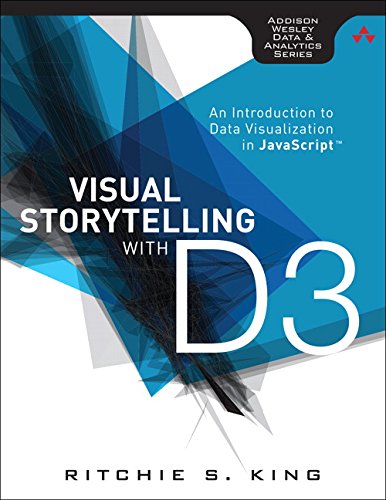 ADDISON
WESLEY
DATA &
ANALYTICS
SERIES
An Introduction to
Data Visualization
in JavaScript™
VISUAL
STORYTELLING
WITH
D3
RITCHIE S. KING